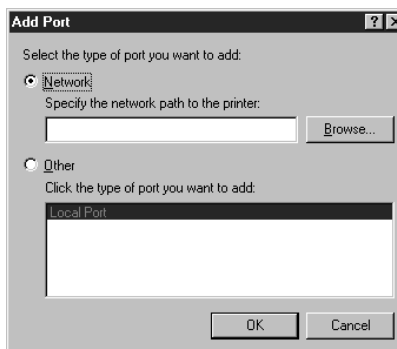 Add Port
Select the type of port you want to add:
Network
Specify the network path to the printer:
Browse...
Other
Click the type of port you want to add:
Local Port
OK
Cancel